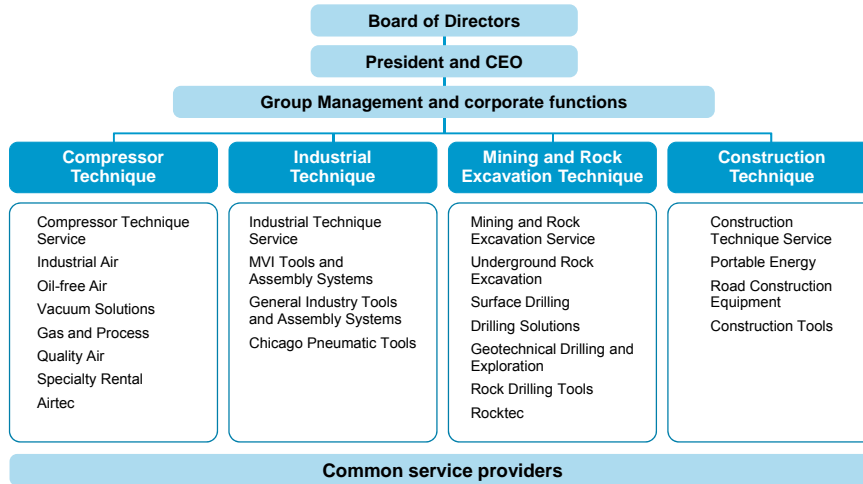 Board of Directors
President and CEO
Group Management and corporate functions
Compressor
Technique
Industrial
Technique
Mining and Rock
Excavation Technique
Construction
Technique
Compressor Technique
Service
Industrial Air
Oil-free Air
Vacuum Solutions
Gas and Process
Quality Air
Specialty Rental
Airtec
Industrial Technique
Service
MVI Tools and
Assembly Systems
General Industry Tools
and Assembly Systems
Chicago Pneumatic Tools
Mining and Rock
Excavation Service
Underground Rock
Excavation
Surface Drilling
Drilling Solutions
Geotechnical Drilling and
Exploration
Rock Drilling Tools
Rocktec
Construction
Technique Service
Portable Energy
Road Construction
Equipment
Construction Tools
Common service providers